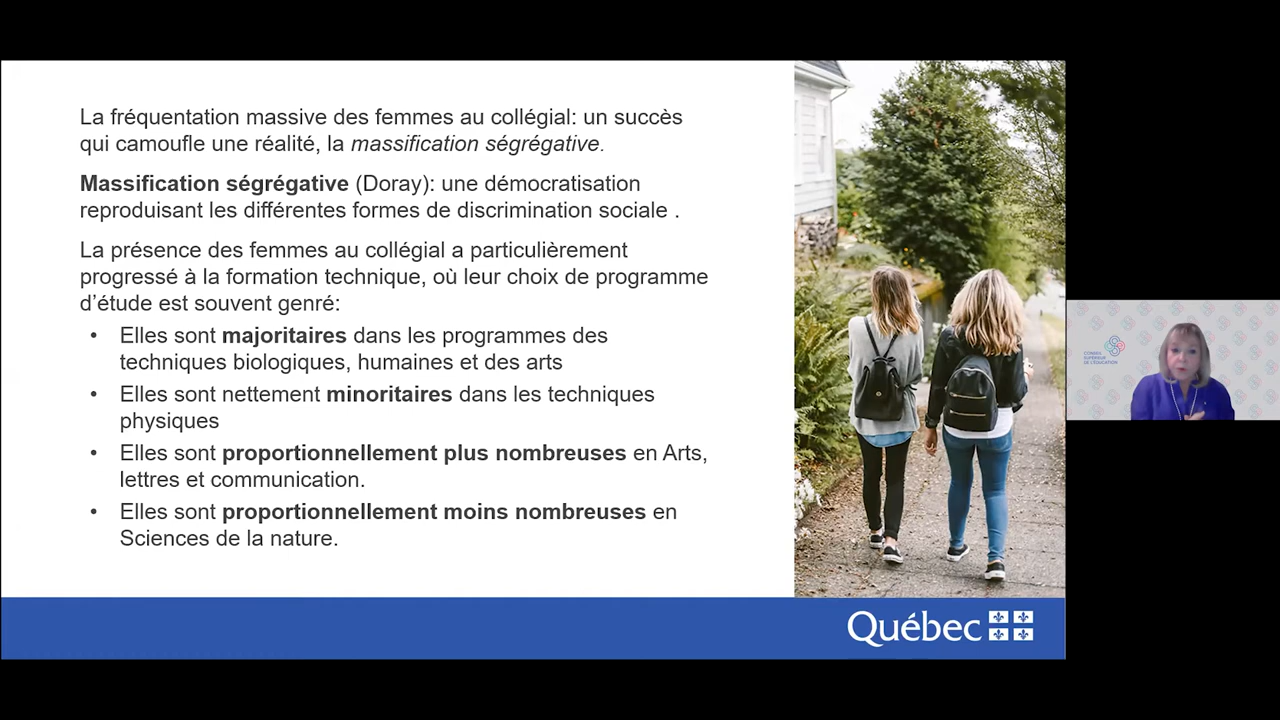 La fréquentation massive des femmes au collégial: un succès
qui camoufle une réalité, la massification ségrégative.
Massification ségrégative (Doray): une démocratisation
reproduisant les différentes formes de discrimination sociale .
La présence des femmes au collégial a particulièrement
progressé à la formation technique, où leur choix de programme
d’étude est souvent genré:
• Elles sont majoritaires dans les programmes des
techniques biologiques, humaines et des arts
• Elles sont nettement minoritaires dans les techniques
physiques
• Elles sont proportionnellement plus nombreuses en Arts,
lettres et communication.
• Elles sont proportionnellement moins nombreuses en
Sciences de la nature.
Québec
CONSEIL
SUPÉRIEUR
DE L'ÉDUCATION